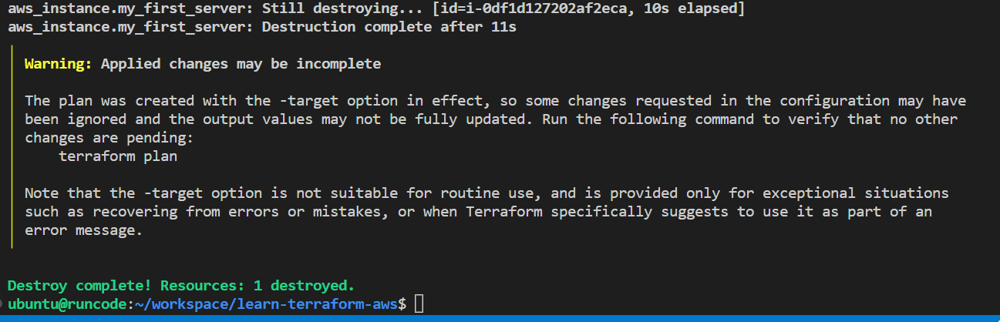 aws_instance.my_first_server: Still destroying... [id=i-0df1d127202af2eca, 10s elapsed]
aws_instance.my_first_server: Destruction complete after 11s
Warning: Applied changes may be incomplete
The plan was created with the -target option in effect, so some changes requested in the configuration may have
been ignored and the output values may not be fully updated. Run the following command to verify that no other
changes are pending:
terraform plan
Note that the -target option is not suitable for routine use, and is provided only for exceptional situations
such as recovering from errors or mistakes, or when Terraform specifically suggests to use it as part of an
error message.
Destroy complete! Resources: 1 destroyed.
ubuntu@runcode:~/workspace/learn-terraform-aws$